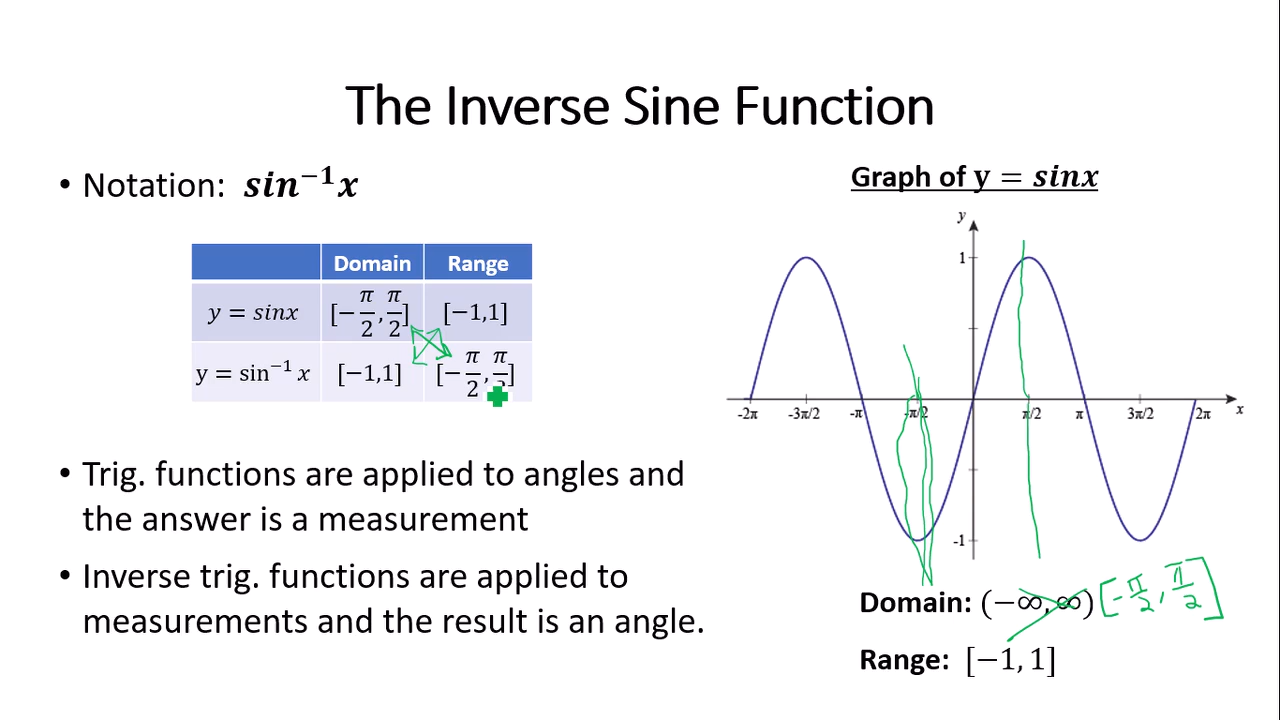 The Inverse Sine Function
• Notation: sin⁻¹x
Domain Range
y = sinx [−π/2, π/2] [−1,1]
y = sin⁻¹ x [−1,1] [−π/2, π/2]
• Trig. functions are applied to angles and
the answer is a measurement
• Inverse trig. functions are applied to
measurements and the result is an angle.
Graph of y = sinx
y
1
-2π -3π/2 -π -π/2 π/2 π 3π/2 2π x
-1
Domain: (−∞, ∞) [-π/2, π/2]
Range: [−1, 1]